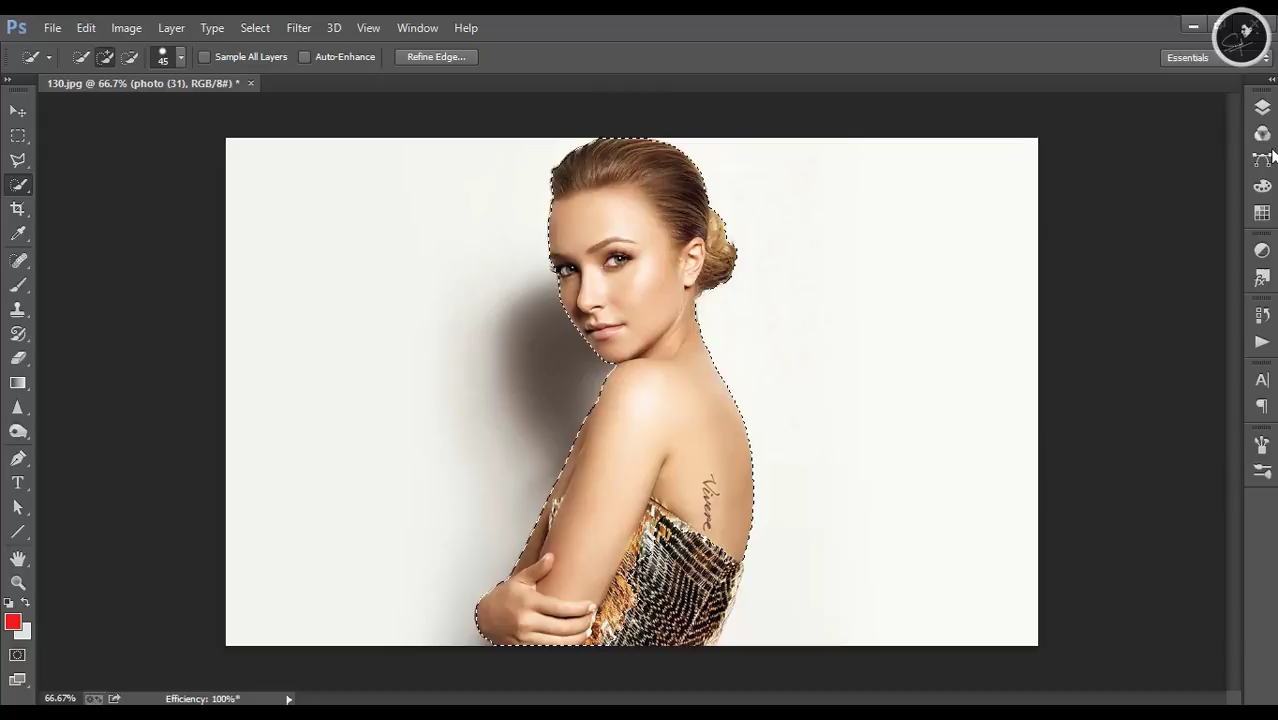 Ps File Edit Image Layer Type Select Filter 3D View Window Help
45 Sample All Layers Auto-Enhance Refine Edge... Essentials
130.jpg @ 66.7% (photo (31), RGB/8#) * ×
Vivere
66.67% Efficiency: 100%*